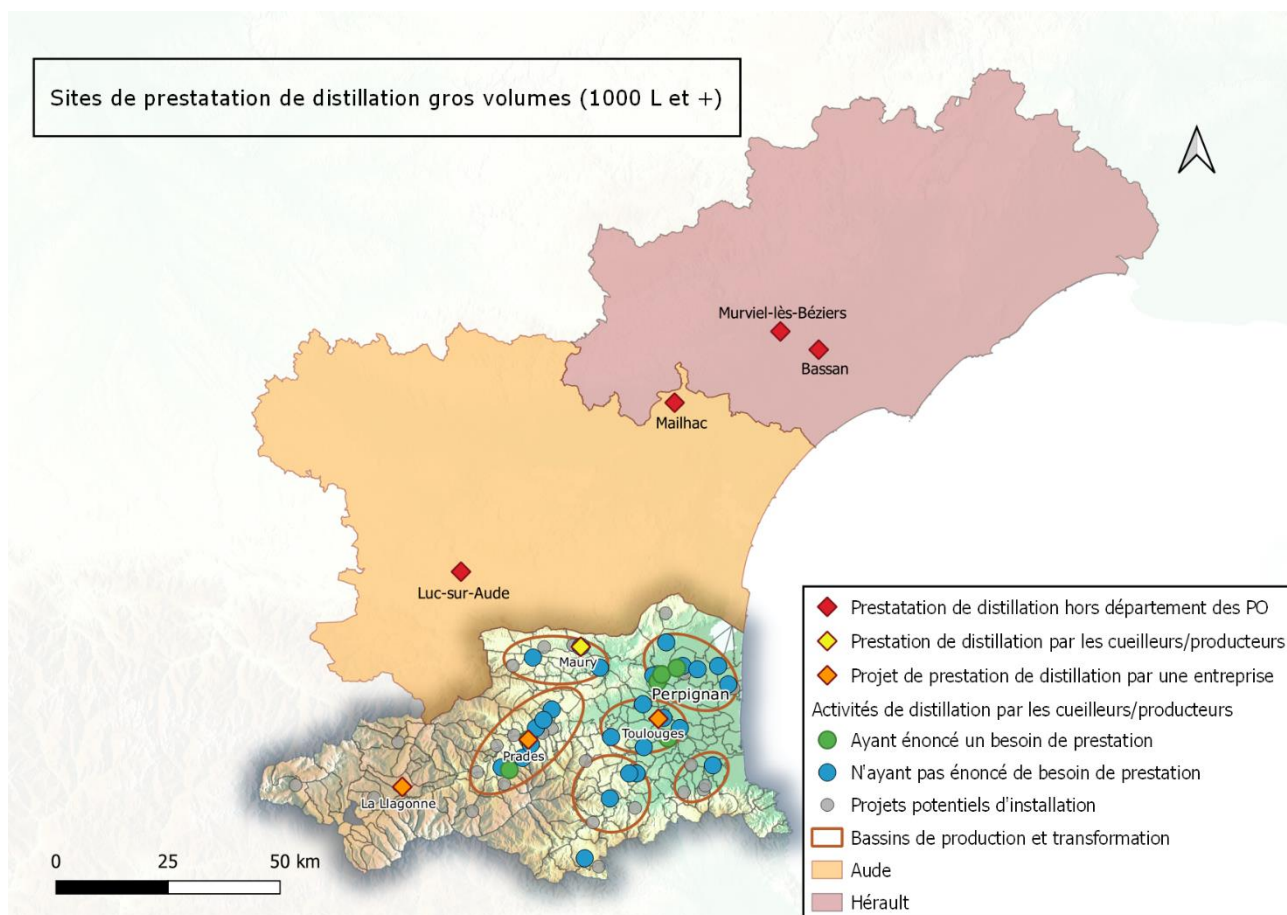 Sites de prestatation de distillation gros volumes (1000 L et +)
Murviel-lès-Béziers
Bassan
Mailhac
Luc-sur-Aude
Maury
Perpignan
Toulouges
Prades
La Llagonne
0 25 50 km
Prestatation de distillation hors département des PO
Prestation de distillation par les cueilleurs/producteurs
Projet de prestation de distillation par une entreprise
Activités de distillation par les cueilleurs/producteurs
Ayant énoncé un besoin de prestation
N'ayant pas énoncé de besoin de prestation
Projets potentiels d'installation
Bassins de production et transformation
Aude
Hérault